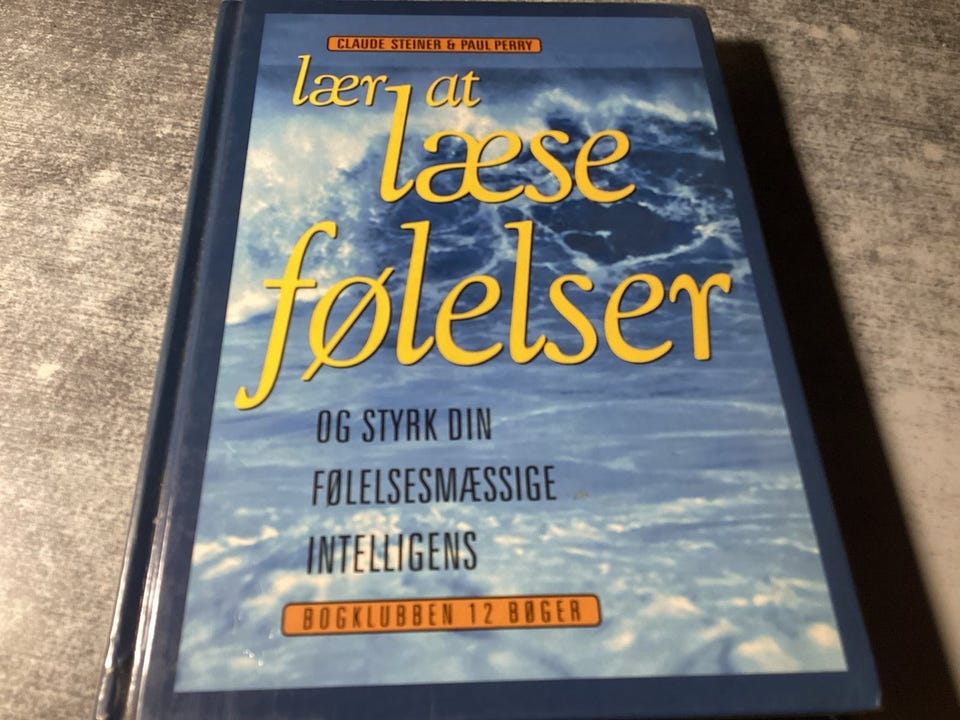 CLAUDE STEINER & PAUL PERRY
lær at
læse
følelser
OG STYRK DIN
FØLELSESMÆSSIGE
INTELLIGENS
BOGKLUBBEN 12 BØGER